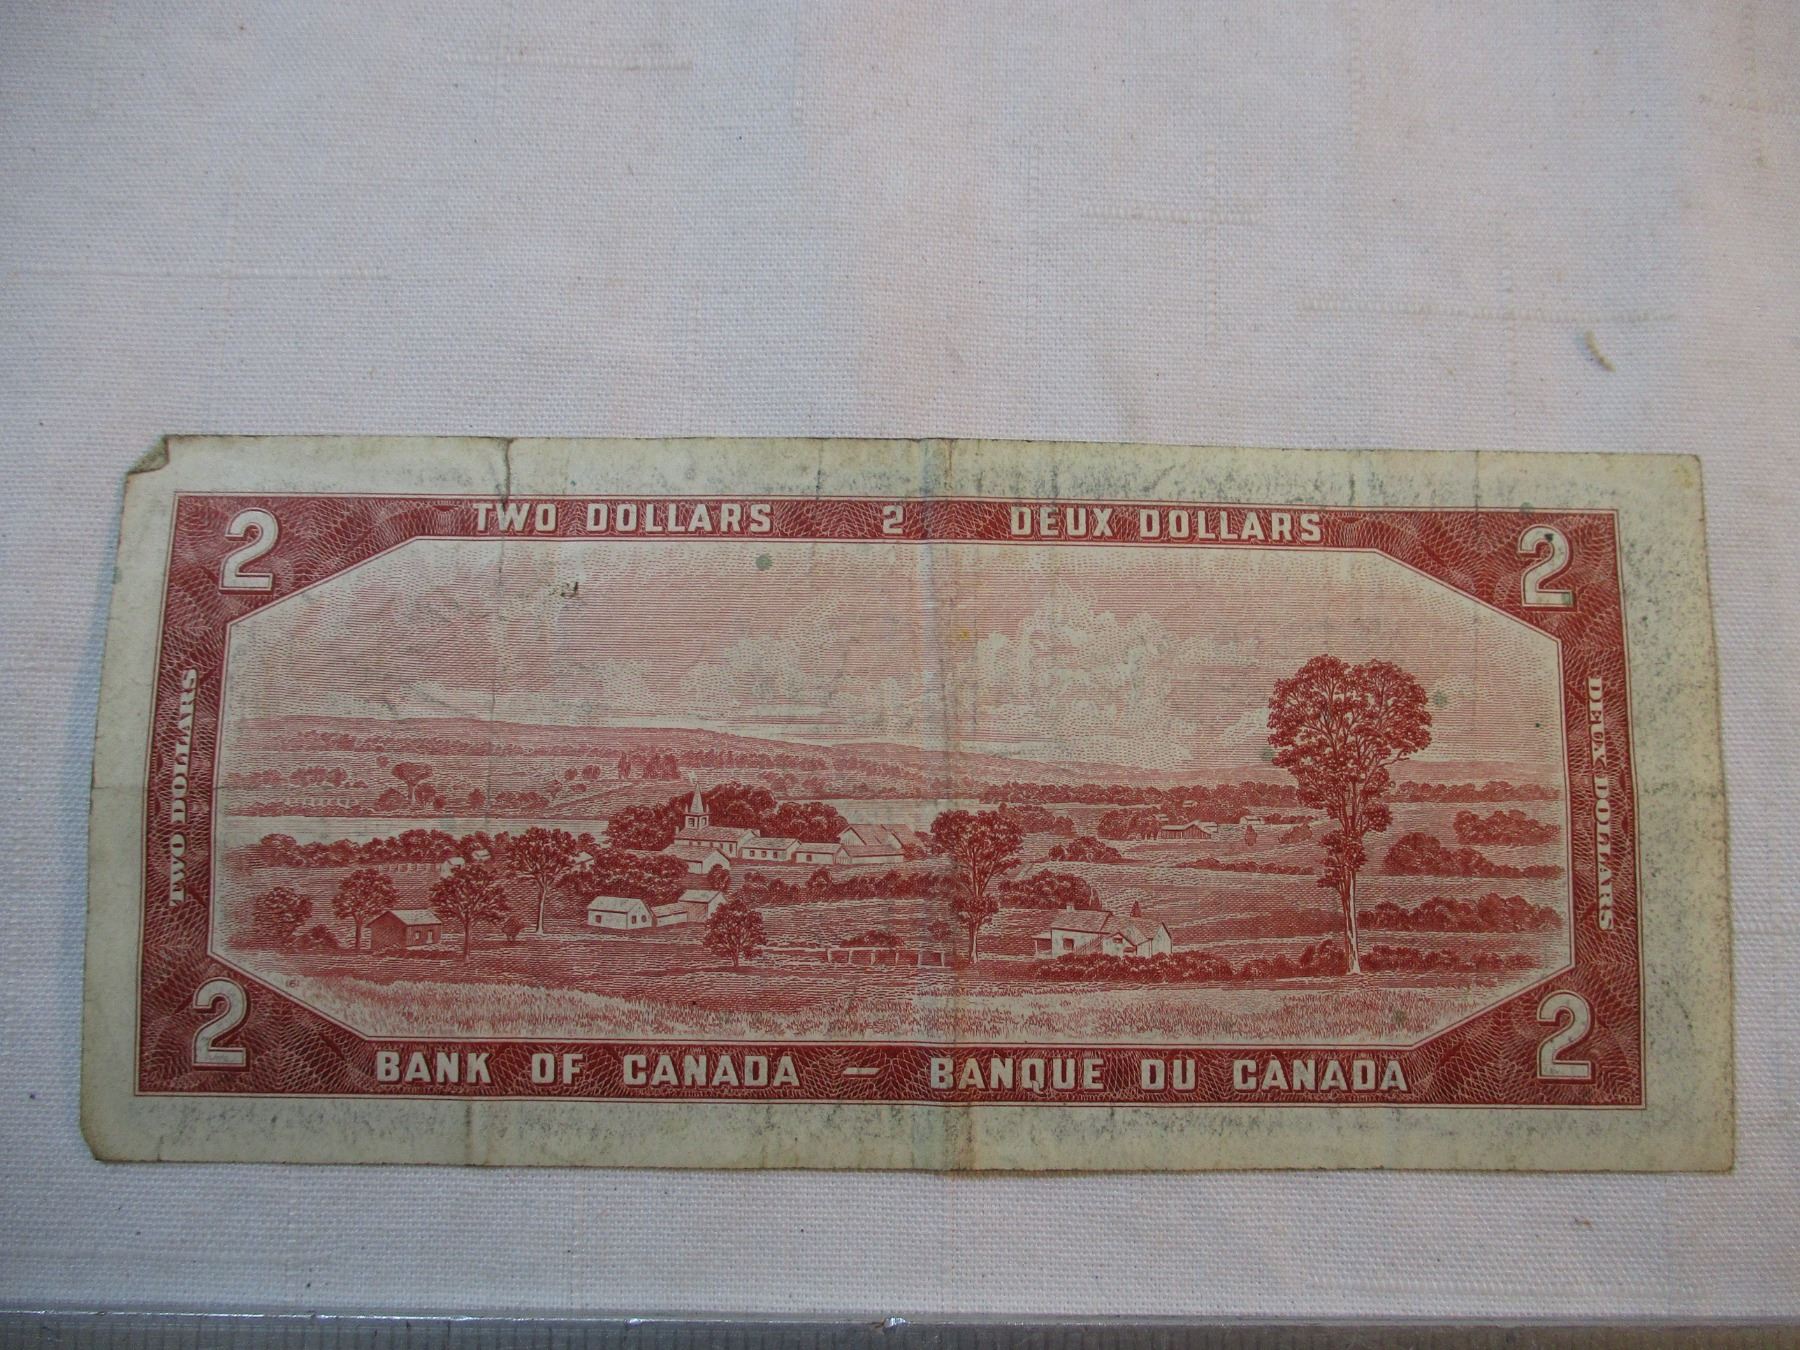 TWO DOLLARS 2 DEUX DOLLARS
2 2
TWO DOLLARS
DEUX DOLLARS
2 2
BANK OF CANADA – BANQUE DU CANADA